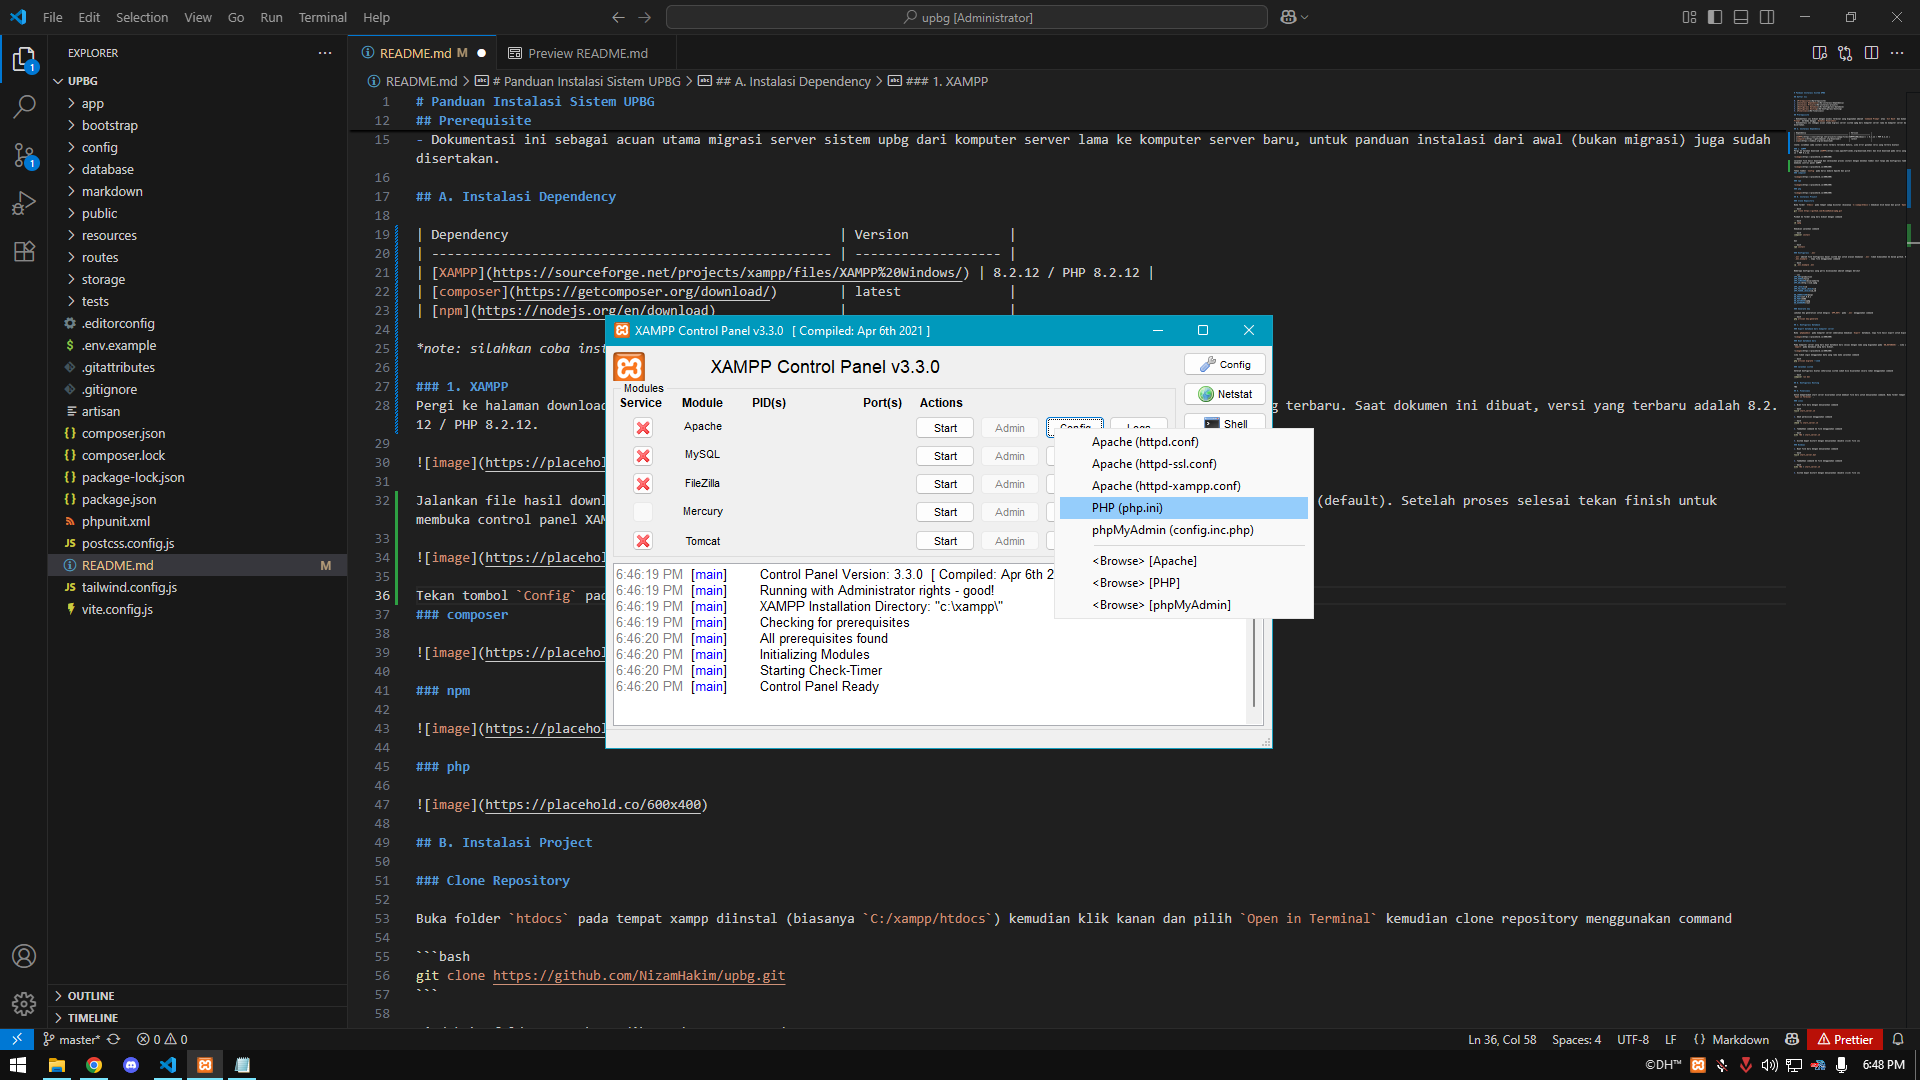 File Edit Selection View Go Run Terminal Help
upbg [Administrator]
EXPLORER
README.md M
Preview README.md
UPBG
app
bootstrap
config
database
markdown
public
resources
routes
storage
tests
.editorconfig
.env.example
.gitattributes
.gitignore
artisan
composer.json
composer.lock
package-lock.json
package.json
phpunit.xml
postcss.config.js
README.md M
tailwind.config.js
vite.config.js
OUTLINE
TIMELINE
README.md > # Panduan Instalasi Sistem UPBG > ## A. Instalasi Dependency > ### 1. XAMPP
1 # Panduan Instalasi Sistem UPBG
12 ## Prerequisite
15 - Dokumentasi ini sebagai acuan utama migrasi server sistem upbg dari komputer server lama ke komputer server baru, untuk panduan instalasi dari awal (bukan migrasi) juga sudah
disertakan.
16
17 ## A. Instalasi Dependency
18
19 | Dependency | Version |
20 | ---------------------------------------------------- | ------------------- |
21 | [XAMPP](https://sourceforge.net/projects/xampp/files/XAMPP%20Windows/) | 8.2.12 / PHP 8.2.12 |
22 | [composer](https://getcomposer.org/download/) | latest |
23 | [npm](https://nodejs.org/en/download) | |
24
25 *note: silahkan coba inst
26
27 ### 1. XAMPP
28 Pergi ke halaman download g terbaru. Saat dokumen ini dibuat, versi yang terbaru adalah 8.2.
12 / PHP 8.2.12.
29
30 ![image](https://placehol
31
32 Jalankan file hasil downl (default). Setelah proses selesai tekan finish untuk
membuka control panel XAM
33
34 ![image](https://placehol
35
36 Tekan tombol `Config` pad
37 ### composer
38
39 ![image](https://placehol
40
41 ### npm
42
43 ![image](https://placehol
44
45 ### php
46
47 ![image](https://placehold.co/600x400)
48
49 ## B. Instalasi Project
50
51 ### Clone Repository
52
53 Buka folder `htdocs` pada tempat xampp diinstal (biasanya `C:/xampp/htdocs`) kemudian klik kanan dan pilih `Open in Terminal` kemudian clone repository menggunakan command
54
55 ```bash
56 git clone https://github.com/NizamHakim/upbg.git
57 ```
58
XAMPP Control Panel v3.3.0 [ Compiled: Apr 6th 2021 ]
XAMPP Control Panel v3.3.0
Config
Netstat
Shell
Modules
Service Module PID(s) Port(s) Actions
Apache Start Admin Config Logs
MySQL Start Admin
FileZilla Start Admin
Mercury Start Admin
Tomcat Start Admin
Apache (httpd.conf)
Apache (httpd-ssl.conf)
Apache (httpd-xampp.conf)
PHP (php.ini)
phpMyAdmin (config.inc.php)
<Browse> [Apache]
<Browse> [PHP]
<Browse> [phpMyAdmin]
6:46:19 PM [main] Control Panel Version: 3.3.0 [ Compiled: Apr 6th 2
6:46:19 PM [main] Running with Administrator rights - good!
6:46:19 PM [main] XAMPP Installation Directory: "c:\xampp\"
6:46:19 PM [main] Checking for prerequisites
6:46:20 PM [main] All prerequisites found
6:46:20 PM [main] Initializing Modules
6:46:20 PM [main] Starting Check-Timer
6:46:20 PM [main] Control Panel Ready
master* 0 0
Ln 36, Col 58 Spaces: 4 UTF-8 LF Markdown Prettier
©DH™ 6:48 PM